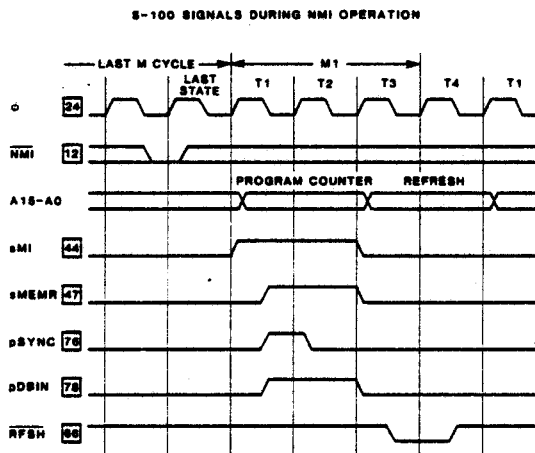 S-100 SIGNALS DURING NMI OPERATION
LAST M CYCLE M1
LAST STATE T1 T2 T3 T4 T1
ϕ 24
NMI 12
PROGRAM COUNTER REFRESH
A15-A0
sMI 44
sMEMR 47
pSYNC 76
pDBIN 78
RFSH 66